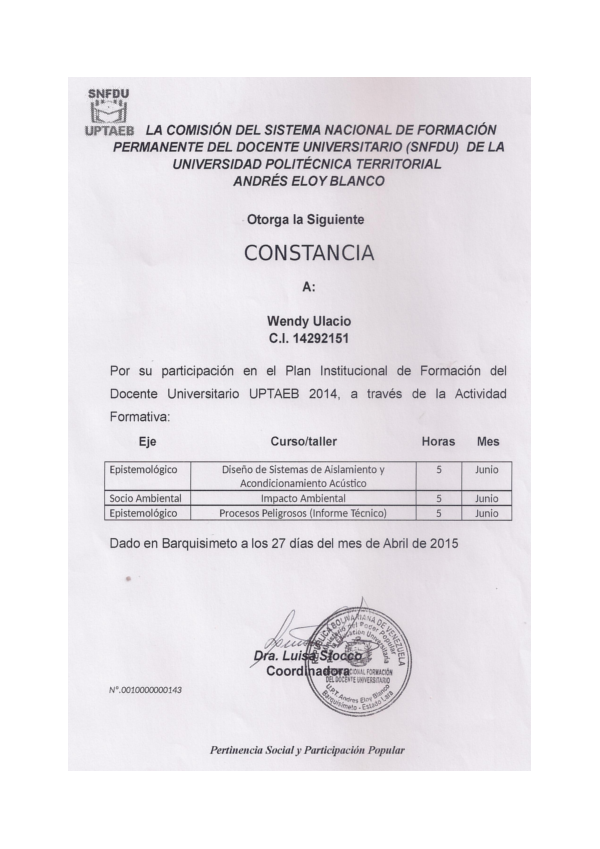 SNFDU
UPTAEB
LA COMISIÓN DEL SISTEMA NACIONAL DE FORMACIÓN
PERMANENTE DEL DOCENTE UNIVERSITARIO (SNFDU) DE LA
UNIVERSIDAD POLITÉCNICA TERRITORIAL
ANDRÉS ELOY BLANCO
Otorga la Siguiente
CONSTANCIA
A:
Wendy Ulacio
C.I. 14292151
Por su participación en el Plan Institucional de Formación del
Docente Universitario UPTAEB 2014, a través de la Actividad
Formativa:
Eje Curso/taller Horas Mes
Epistemológico Diseño de Sistemas de Aislamiento y 5 Junio
Acondicionamiento Acústico
Socio Ambiental Impacto Ambiental 5 Junio
Epistemológico Procesos Peligrosos (Informe Técnico) 5 Junio
Dado en Barquisimeto a los 27 días del mes de Abril de 2015
REPUBLICA BOLIVARIANA DE VENEZUELA
Ministerio del Poder Popular
la Educación Universitaria
Dra. Luisa Siocco
Coordinadora
NACIONAL FORMACIÓN
DEL DOCENTE UNIVERSITARIO
U.P.T. Andres Eloy Blanco
Barquisimeto - Estado Lara
N°.0010000000143
Pertinencia Social y Participación Popular